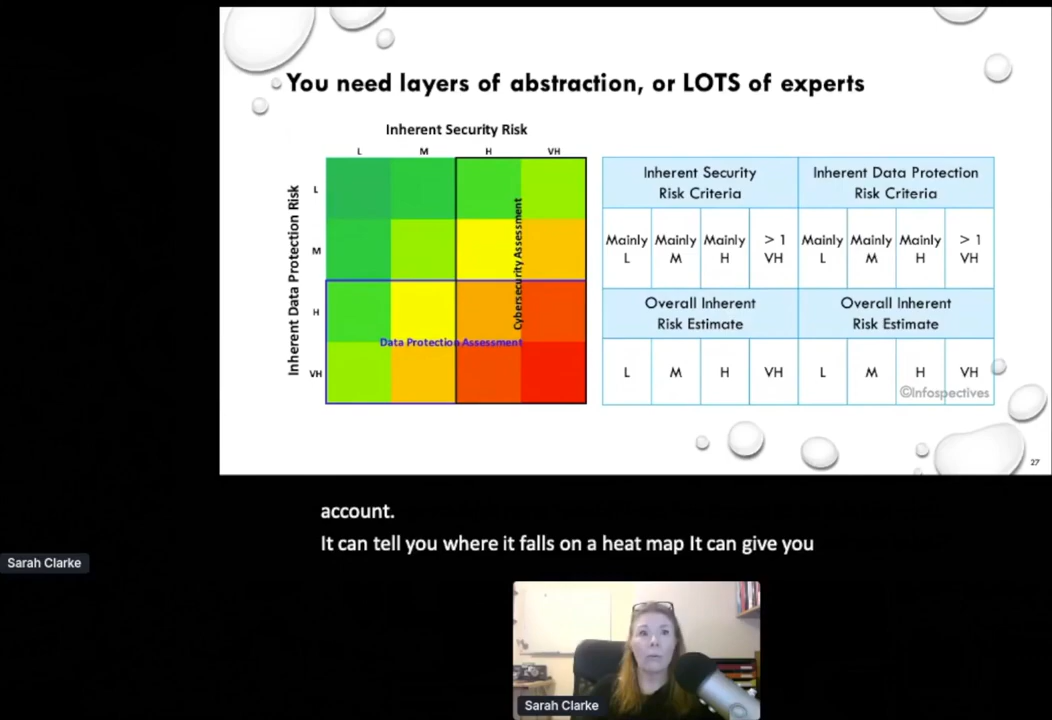 You need layers of abstraction, or LOTS of experts
Inherent Security Risk
L M H VH
Inherent Data Protection Risk
L
M
H
VH
Cybersecurity Assessment
Data Protection Assessment
Inherent Security
Risk Criteria
Inherent Data Protection
Risk Criteria
Mainly
L
Mainly
M
Mainly
H
> 1
VH
Mainly
L
Mainly
M
Mainly
H
> 1
VH
Overall Inherent
Risk Estimate
Overall Inherent
Risk Estimate
L M H VH L M H VH
©Infospectives
27
account.
It can tell you where it falls on a heat map It can give you
Sarah Clarke
Sarah Clarke